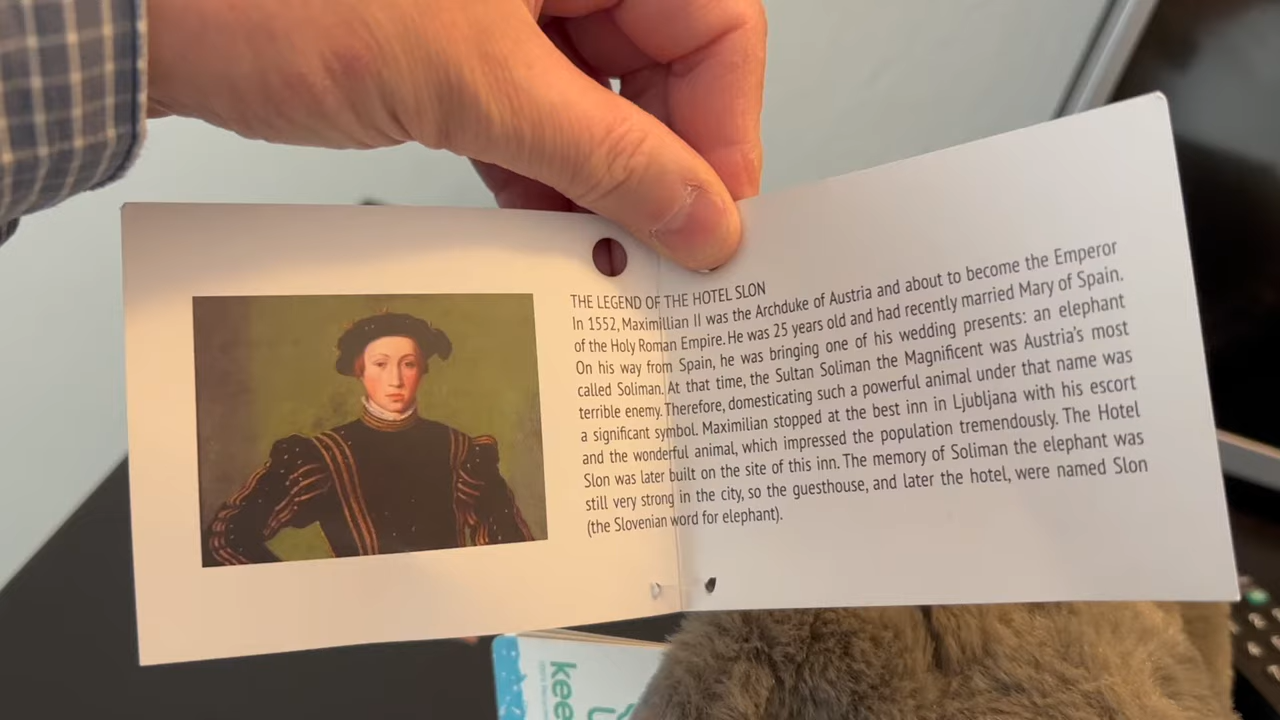 THE LEGEND OF THE HOTEL SLON
In 1552, Maximillian II was the Archduke of Austria and about to become the Emperor
of the Holy Roman Empire. He was 25 years old and had recently married Mary of Spain.
On his way from Spain, he was bringing one of his wedding presents: an elephant
called Soliman. At that time, the Sultan Soliman the Magnificent was Austria's most
terrible enemy. Therefore, domesticating such a powerful animal under that name was
a significant symbol. Maximilian stopped at the best inn in Ljubljana with his escort
and the wonderful animal, which impressed the population tremendously. The Hotel
Slon was later built on the site of this inn. The memory of Soliman the elephant was
still very strong in the city, so the guesthouse, and later the hotel, were named Slon
(the Slovenian word for elephant).
kee